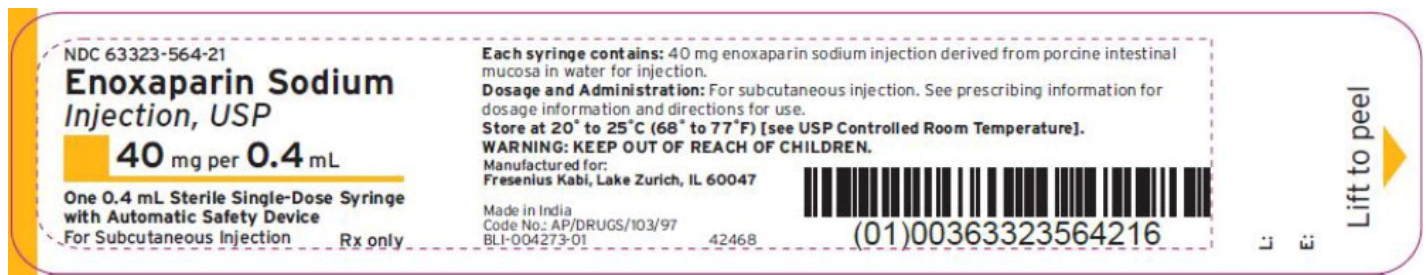 NDC 63323-564-21
Enoxaparin Sodium
Injection, USP
40 mg per 0.4 mL
One 0.4 mL Sterile Single-Dose Syringe
with Automatic Safety Device
For Subcutaneous Injection Rx only
Each syringe contains: 40 mg enoxaparin sodium injection derived from porcine intestinal
mucosa in water for injection.
Dosage and Administration: For subcutaneous injection. See prescribing information for
dosage information and directions for use.
Store at 20˚ to 25˚C (68˚ to 77˚F) [see USP Controlled Room Temperature].
WARNING: KEEP OUT OF REACH OF CHILDREN.
Manufactured for:
Fresenius Kabi, Lake Zurich, IL 60047
Made in India
Code No.: AP/DRUGS/103/97
BLI-004273-01 42468
(01)00363323564216
L:
E:
Lift to peel